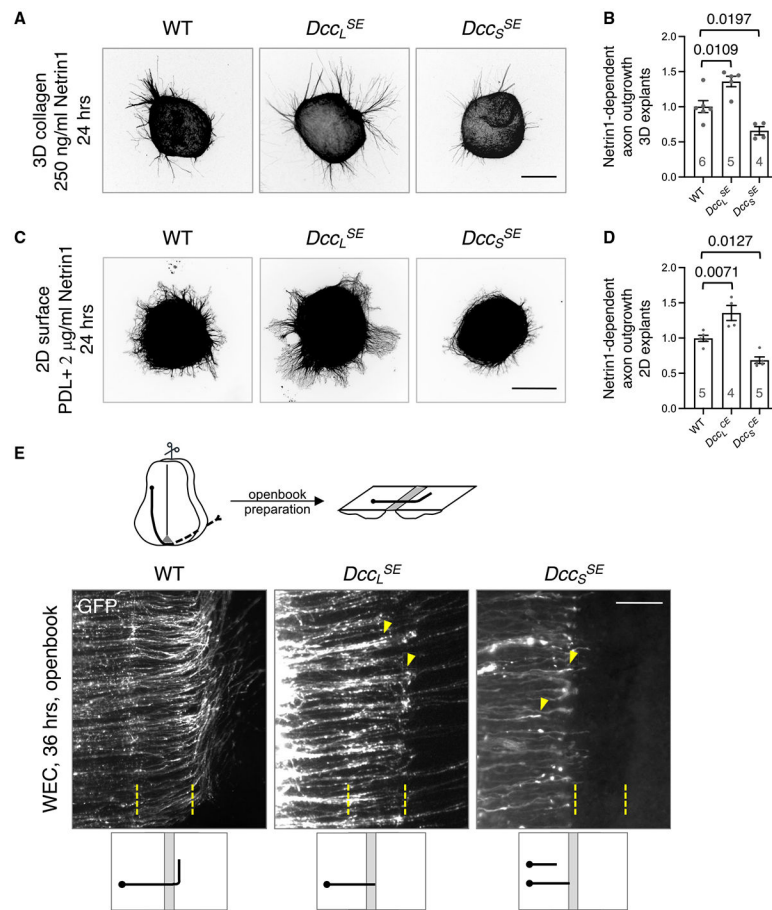 A
WT
Dcc_L^SE
Dcc_S^SE
3D collagen
250 ng/ml Netrin1
24 hrs
B
Netrin1-dependent
axon outgrowth
3D explants
0.0197
0.0109
2.0
1.5
1.0
0.5
0.0
6
5
4
WT
Dcc_L^SE
Dcc_S^SE
C
WT
Dcc_L^SE
Dcc_S^SE
2D surface
PDL+ 2 μg/ml Netrin1
24 hrs
D
Netrin1-dependent
axon outgrowth
2D explants
0.0127
0.0071
2.0
1.5
1.0
0.5
0.0
5
4
5
WT
Dcc_L^CE
Dcc_S^CE
E
openbook
preparation
WT
Dcc_L^SE
Dcc_S^SE
WEC, 36 hrs, openbook
GFP